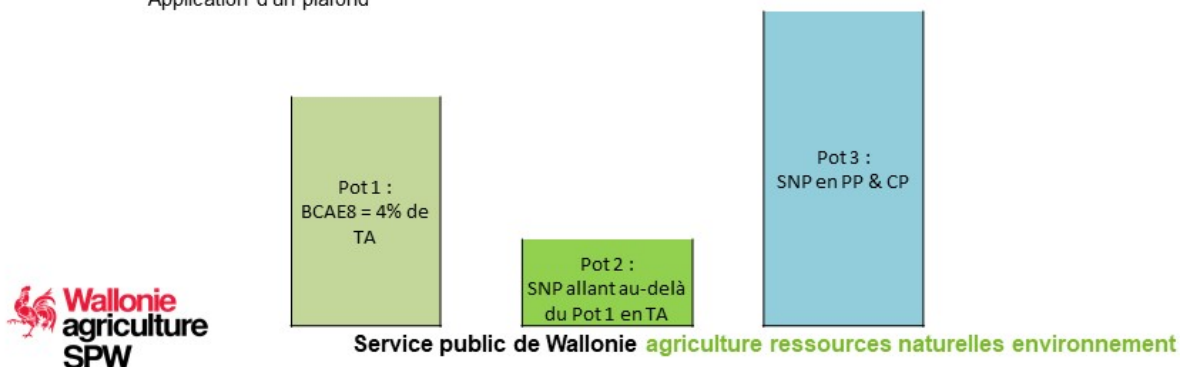 Application d'un plafond
Pot 1 :
BCAE8 = 4% de
TA
Pot 2 :
SNP allant au-delà
du Pot 1 en TA
Pot 3 :
SNP en PP & CP
Wallonie
agriculture
SPW
Service public de Wallonie agriculture ressources naturelles environnement